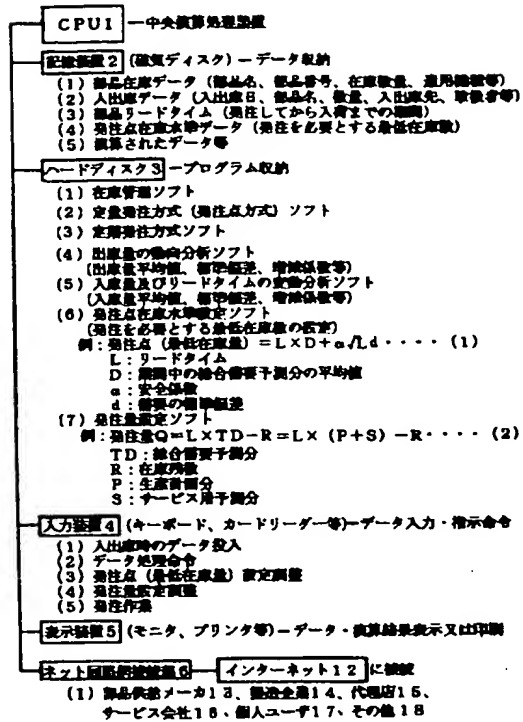 CPU1 ー中央演算処理装置
記憶装置2 (磁気ディスク) ーデータ収納
(1) 部品在庫データ (部品名、部品番号、在庫数量、適用機種等)
(2) 入出庫データ (入出庫日、部品名、数量、入出庫先、取扱者等)
(3) 部品リードタイム (発注してから入荷までの期間)
(4) 発注点在庫水準データ (発注を必要とする最低在庫数)
(5) 演算されたデータ等
ハードディスク3 ープログラム収納
(1) 在庫管理ソフト
(2) 定量発注方式 (発注点方式) ソフト
(3) 定期発注方式ソフト
(4) 出庫量の動向分析ソフト
(出庫量平均値、標準偏差、増減係数等)
(5) 入庫量及びリードタイムの変動分析ソフト
(入庫量平均値、標準偏差、増減係数等)
(6) 発注点在庫水準設定ソフト
(発注を必要とする最低在庫数の設定)
例:発注点 (最低在庫量) =L×D+α√Ld・・・・ (1)
L:リードタイム
D:期間中の総合需要予測分の平均値
α:安全係数
d:需要の標準偏差
(7) 発注量設定ソフト
例:発注量Q=L×TD-R=L× (P+S) -R・・・・ (2)
TD:総合需要予測分
R:在庫残数
P:生産計画分
S:サービス用予測分
入力装置4 (キーボード、カードリーダー等)ーデータ入力・指示命令
(1) 入出庫時のデータ投入
(2) データ処理命令
(3) 発注点 (最低在庫量) 設定調整
(4) 発注量設定調整
(5) 発注作業
表示装置5 (モニタ、プリンタ等) ーデータ・演算結果表示又は印刷
ネット回路網接続器6 ー インターネット12 に接続
(1) 部品供給メーカ13、製造企業14、代理店15、
サービス会社16、個人ユーザ17、その他18